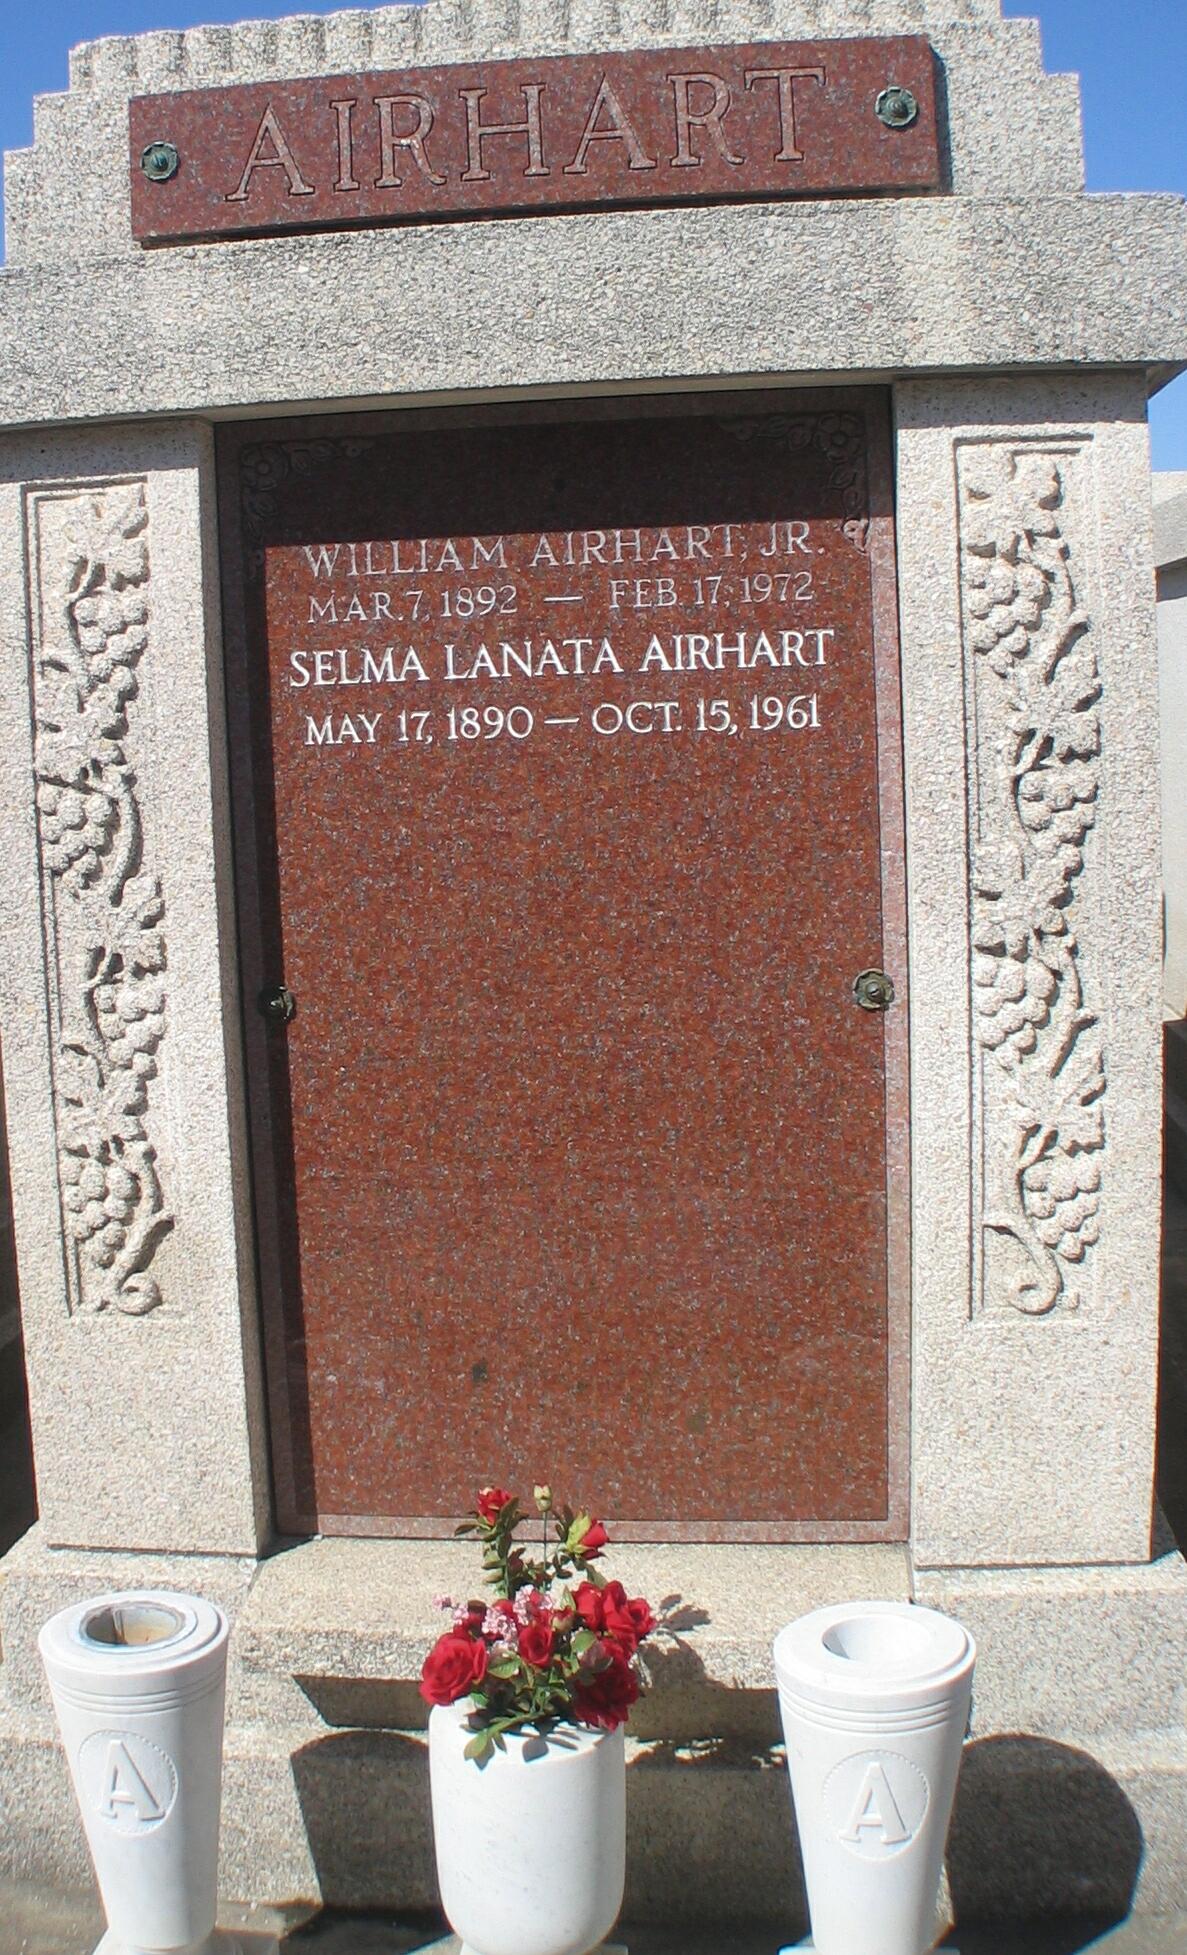 AIRHART
WILLIAM AIRHART, JR.
MAR. 7, 1892 — FEB. 17, 1972
SELMA LANATA AIRHART
MAY 17, 1890 — OCT. 15, 1961
A A